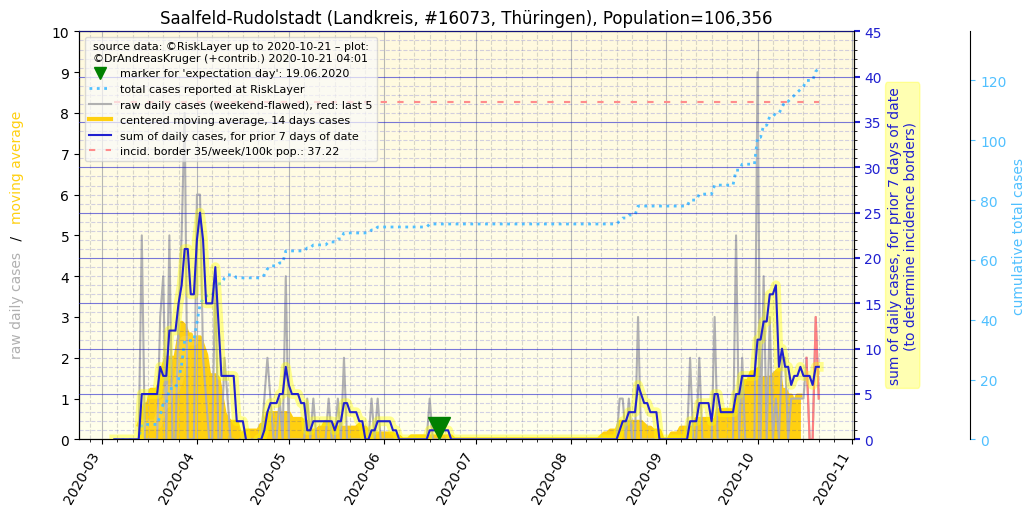 Saalfeld-Rudolstadt (Landkreis, #16073, Thüringen), Population=106,356
source data: ©RiskLayer up to 2020-10-21 – plot:
©DrAndreasKruger (+contrib.) 2020-10-21 04:01
marker for 'expectation day': 19.06.2020
total cases reported at RiskLayer
raw daily cases (weekend-flawed), red: last 5
centered moving average, 14 days cases
sum of daily cases, for prior 7 days of date
incid. border 35/week/100k pop.: 37.22
raw daily cases / moving average
10
9
8
7
6
5
4
3
2
1
0
2020-03
2020-04
2020-05
2020-06
2020-07
2020-08
2020-09
2020-10
2020-11
45
40
35
30
25
20
15
10
5
0
sum of daily cases, for prior 7 days of date
(to determine incidence borders)
120
100
80
60
40
20
0
cumulative total cases